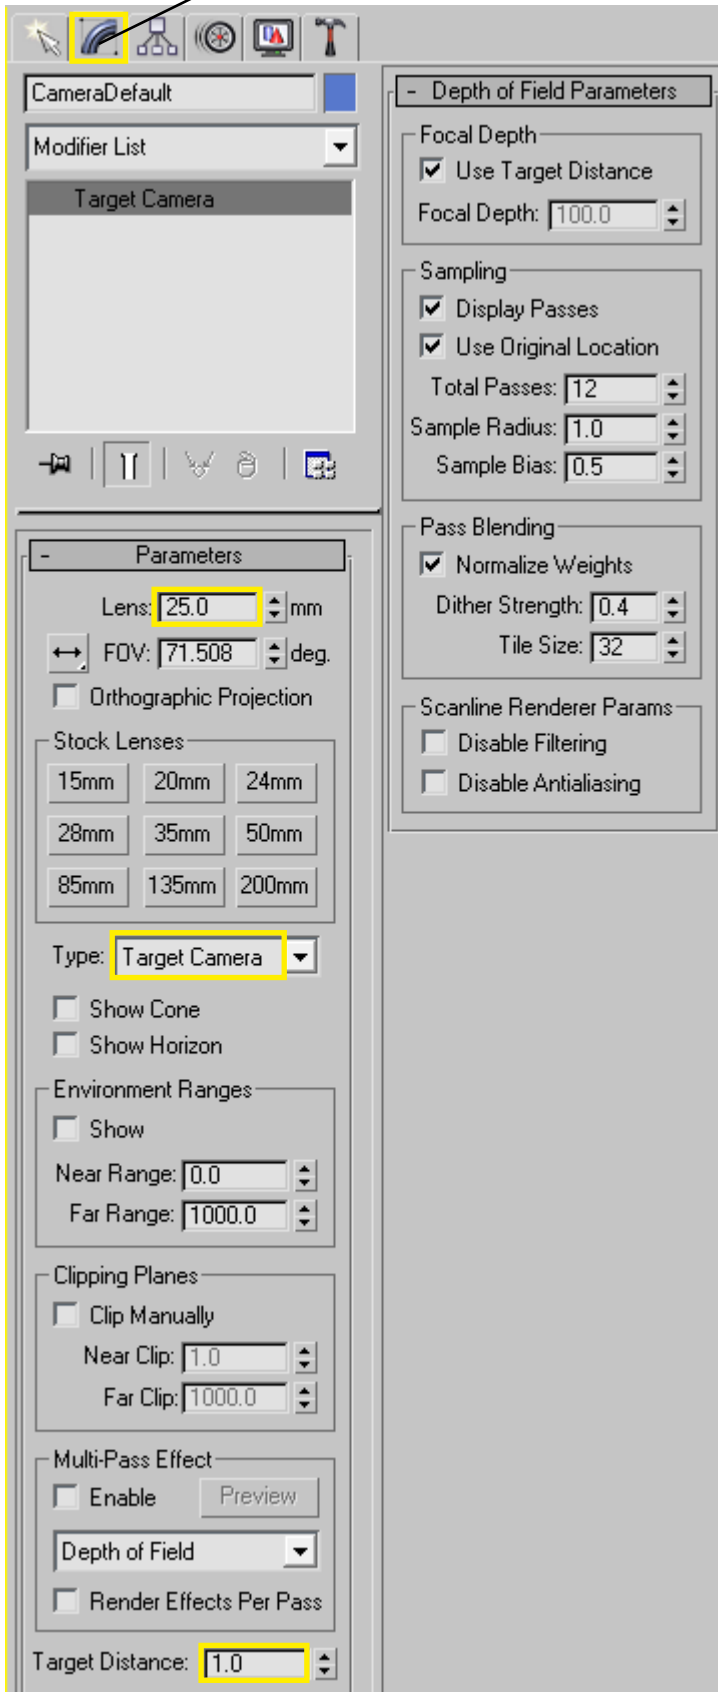 CameraDefault
Modifier List
Target Camera
- Parameters
Lens: 25.0 mm
FOV: 71.508 deg.
Orthographic Projection
Stock Lenses
15mm 20mm 24mm
28mm 35mm 50mm
85mm 135mm 200mm
Type: Target Camera
Show Cone
Show Horizon
Environment Ranges
Show
Near Range: 0.0
Far Range: 1000.0
Clipping Planes
Clip Manually
Near Clip: 1.0
Far Clip: 1000.0
Multi-Pass Effect
Enable Preview
Depth of Field
Render Effects Per Pass
Target Distance: 1.0
- Depth of Field Parameters
Focal Depth
Use Target Distance
Focal Depth: 100.0
Sampling
Display Passes
Use Original Location
Total Passes: 12
Sample Radius: 1.0
Sample Bias: 0.5
Pass Blending
Normalize Weights
Dither Strength: 0.4
Tile Size: 32
Scanline Renderer Params
Disable Filtering
Disable Antialiasing